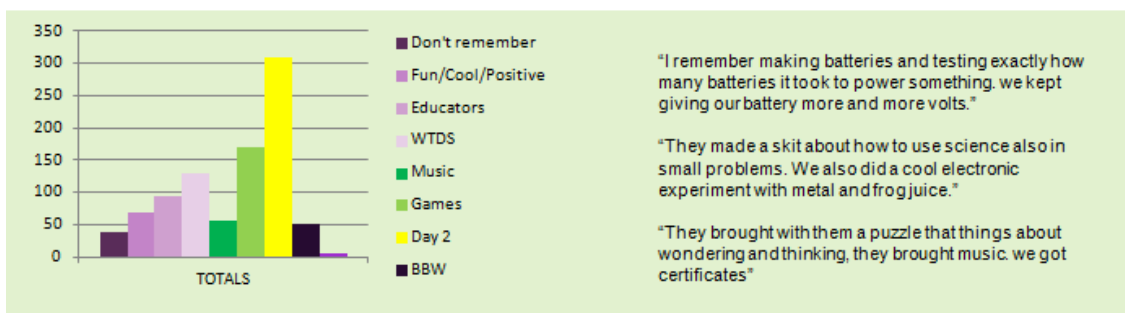 350
300
250
200
150
100
50
0
TOTALS
Don't remember
Fun/Cool/Positive
Educators
WTDS
Music
Games
Day 2
BBW
“I remember making batteries and testing exactly how
many batteries it took to power something. we kept
giving our battery more and more volts.”
“They made a skit about how to use science also in
small problems. We also did a cool electronic
experiment with metal and frog juice.”
“They brought with them a puzzle that things about
wondering and thinking, they brought music. we got
certificates”